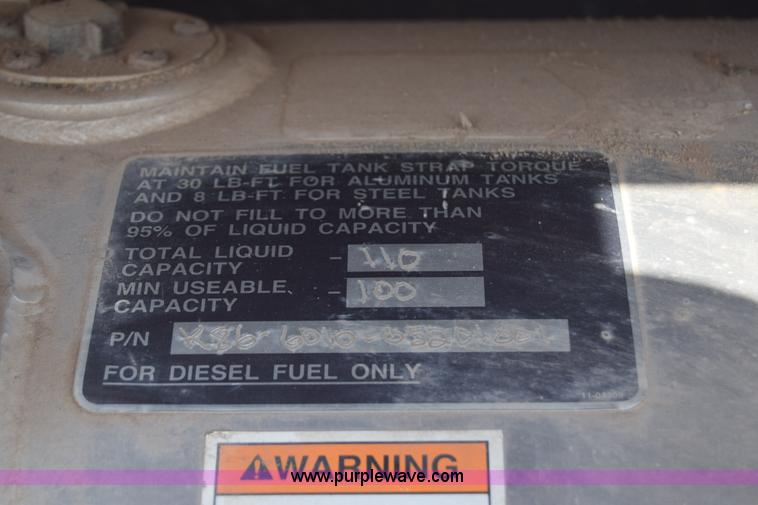 MAINTAIN FUEL TANK STRAP TORQUE
AT 30 LB-FT FOR ALUMINUM TANKS
AND 8 LB-FT FOR STEEL TANKS
DO NOT FILL TO MORE THAN
95% OF LIQUID CAPACITY
TOTAL LIQUID CAPACITY - 110
MIN USEABLE CAPACITY - 100
P/N
FOR DIESEL FUEL ONLY
WARNING
www.purplewave.com